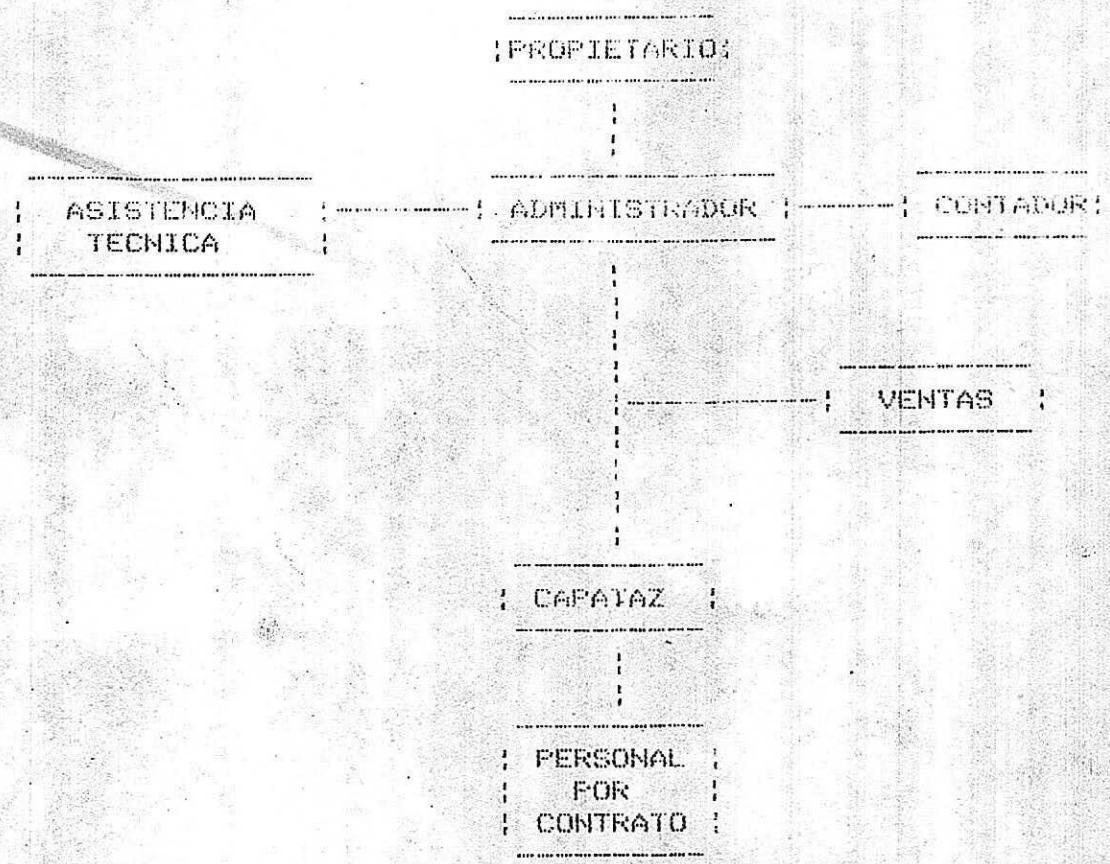 PROPIETARIO
ASISTENCIA
TECNICA
ADMINISTRADOR
CONTADOR
VENTAS
CAPATAZ
PERSONAL
POR
CONTRATO